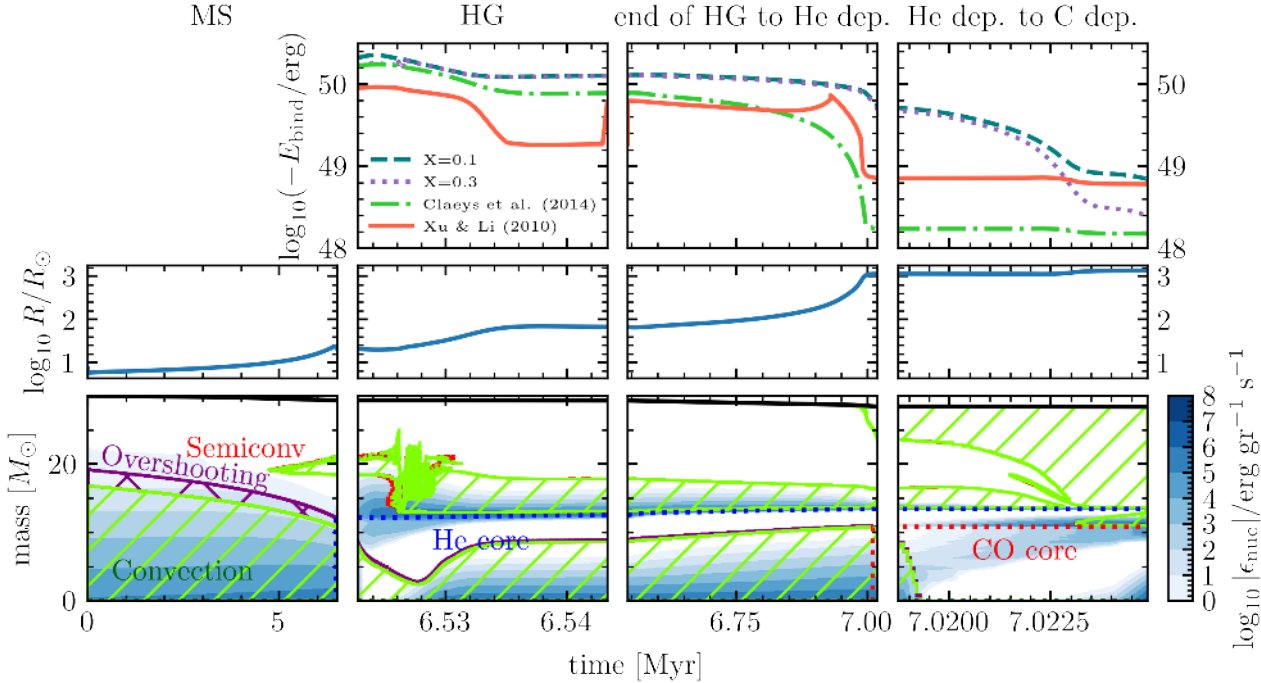 MS
HG
end of HG to He dep.
He dep. to C dep.
log₁₀(−E_bind/erg)
50
49
48
X=0.1
X=0.3
Claeys et al. (2014)
Xu & Li (2010)
50
49
48
log₁₀ R/R⊙
3
2
1
3
2
1
mass [M⊙]
20
0
Semiconv
Overshooting
Convection
He core
CO core
8
7
6
5
4
3
2
1
0
log₁₀ |ϵ_nuc|/erg gr⁻¹ s⁻¹
0
5
6.53
6.54
6.75
7.00
7.0200
7.0225
time [Myr]